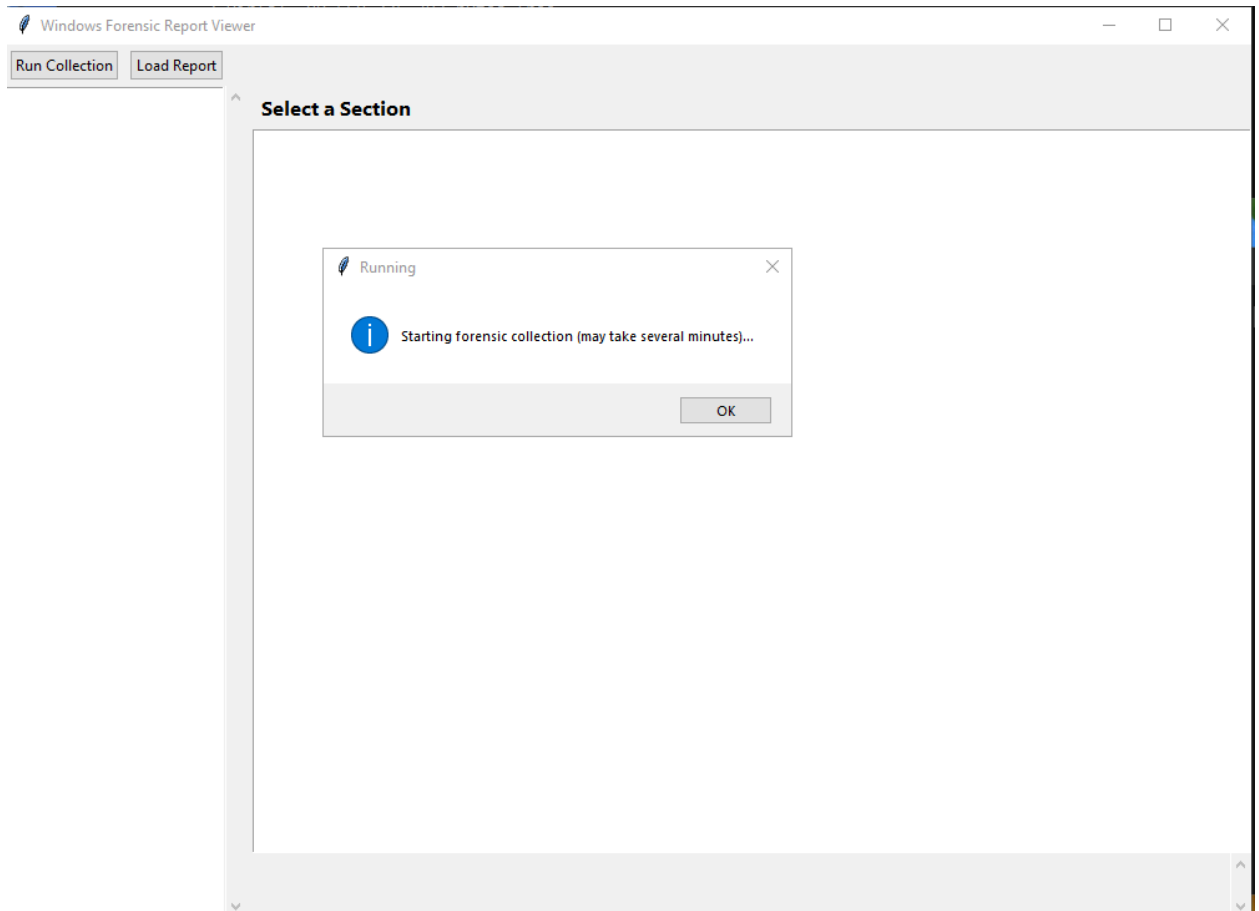 Windows Forensic Report Viewer
Run Collection Load Report
Select a Section
Running
Starting forensic collection (may take several minutes)...
OK